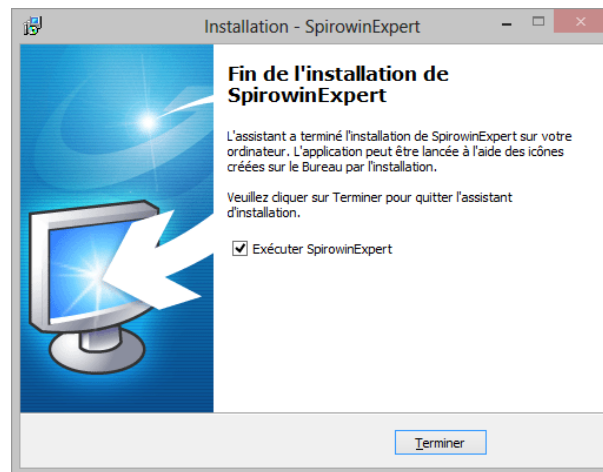 Installation - SpirowinExpert
Fin de l'installation de
SpirowinExpert
L'assistant a terminé l'installation de SpirowinExpert sur votre
ordinateur. L'application peut être lancée à l'aide des icônes
créées sur le Bureau par l'installation.
Veuillez cliquer sur Terminer pour quitter l'assistant
d'installation.
Exécuter SpirowinExpert
Terminer